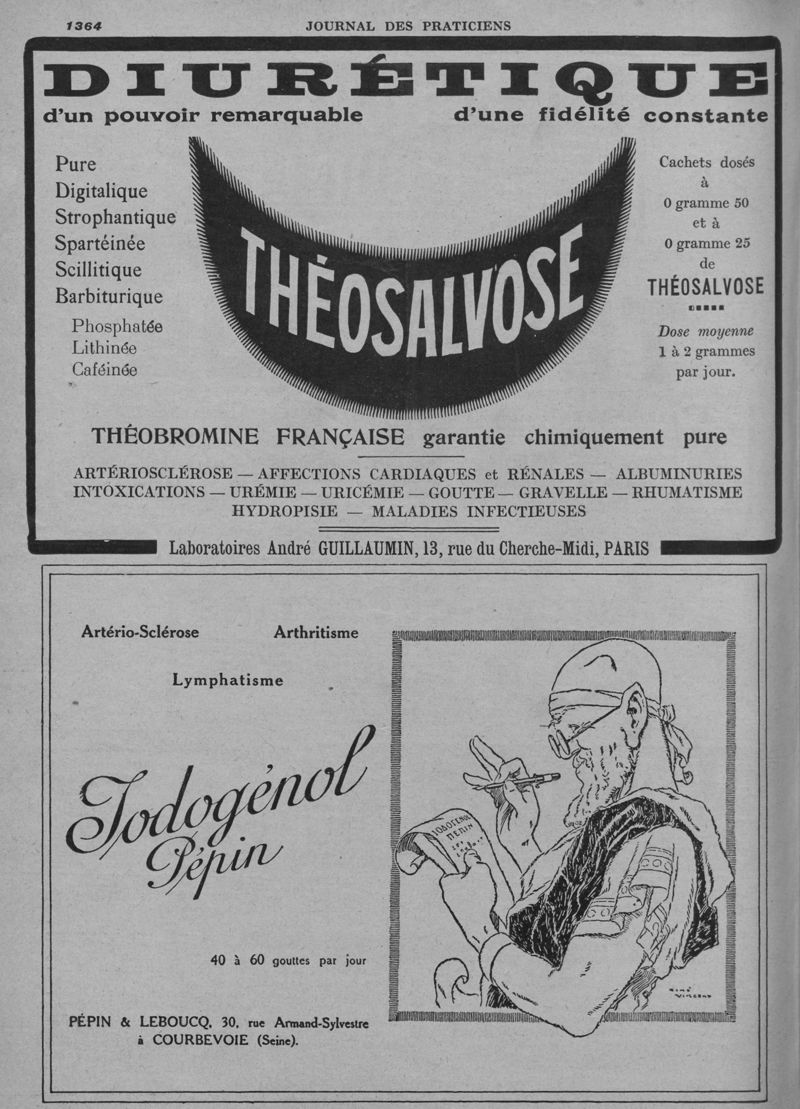 1364
JOURNAL DES PRATICIENS
DIURÉTIQUE
d'un pouvoir remarquable d'une fidélité constante
Pure
Digitalique
Strophantique
Spartéinée
Scillitique
Barbiturique
Phosphatée
Lithinée
Caféinée
THÉOSALVOSE
Cachets dosés
à
0 gramme 50
et à
0 gramme 25
de
THÉOSALVOSE
Dose moyenne
1 à 2 grammes
par jour.
THÉOBROMINE FRANÇAISE garantie chimiquement pure
ARTÉRIOSCLÉROSE — AFFECTIONS CARDIAQUES et RÉNALES — ALBUMINURIES
INTOXICATIONS — URÉMIE — URICÉMIE — GOUTTE — GRAVELLE — RHUMATISME
HYDROPISIE — MALADIES INFECTIEUSES
Laboratoires André GUILLAUMIN, 13, rue du Cherche-Midi, PARIS
Artério-Sclérose Arthritisme
Lymphatisme
Iodogénol
Pépin
40 à 60 gouttes par jour
PÉPIN & LEBOUCQ, 30, rue Armand-Sylvestre
à COURBEVOIE (Seine).
IODOGENOL
PEPIN
RENÉ
VINCENT